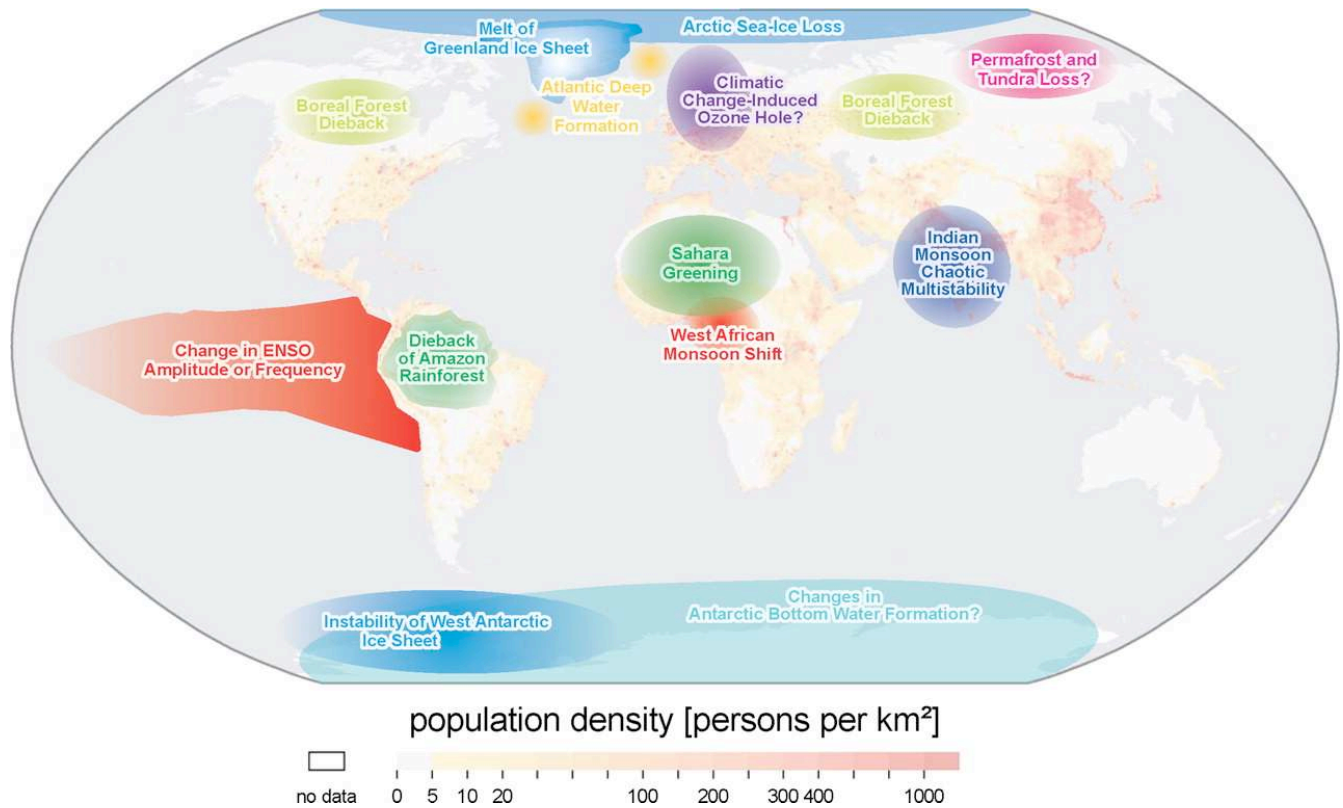 Melt of
Greenland Ice Sheet
Arctic Sea-Ice Loss
Atlantic Deep
Water
Formation
Climatic
Change-Induced
Ozone Hole?
Permafrost and
Tundra Loss?
Boreal Forest
Dieback
Boreal Forest
Dieback
Sahara
Greening
Indian
Monsoon
Chaotic
Multistability
West African
Monsoon Shift
Change in ENSO
Amplitude or Frequency
Dieback
of Amazon
Rainforest
Instability of West Antarctic
Ice Sheet
Changes in
Antarctic Bottom Water Formation?
population density [persons per km²]
no data 0 5 10 20 100 200 300 400 1000